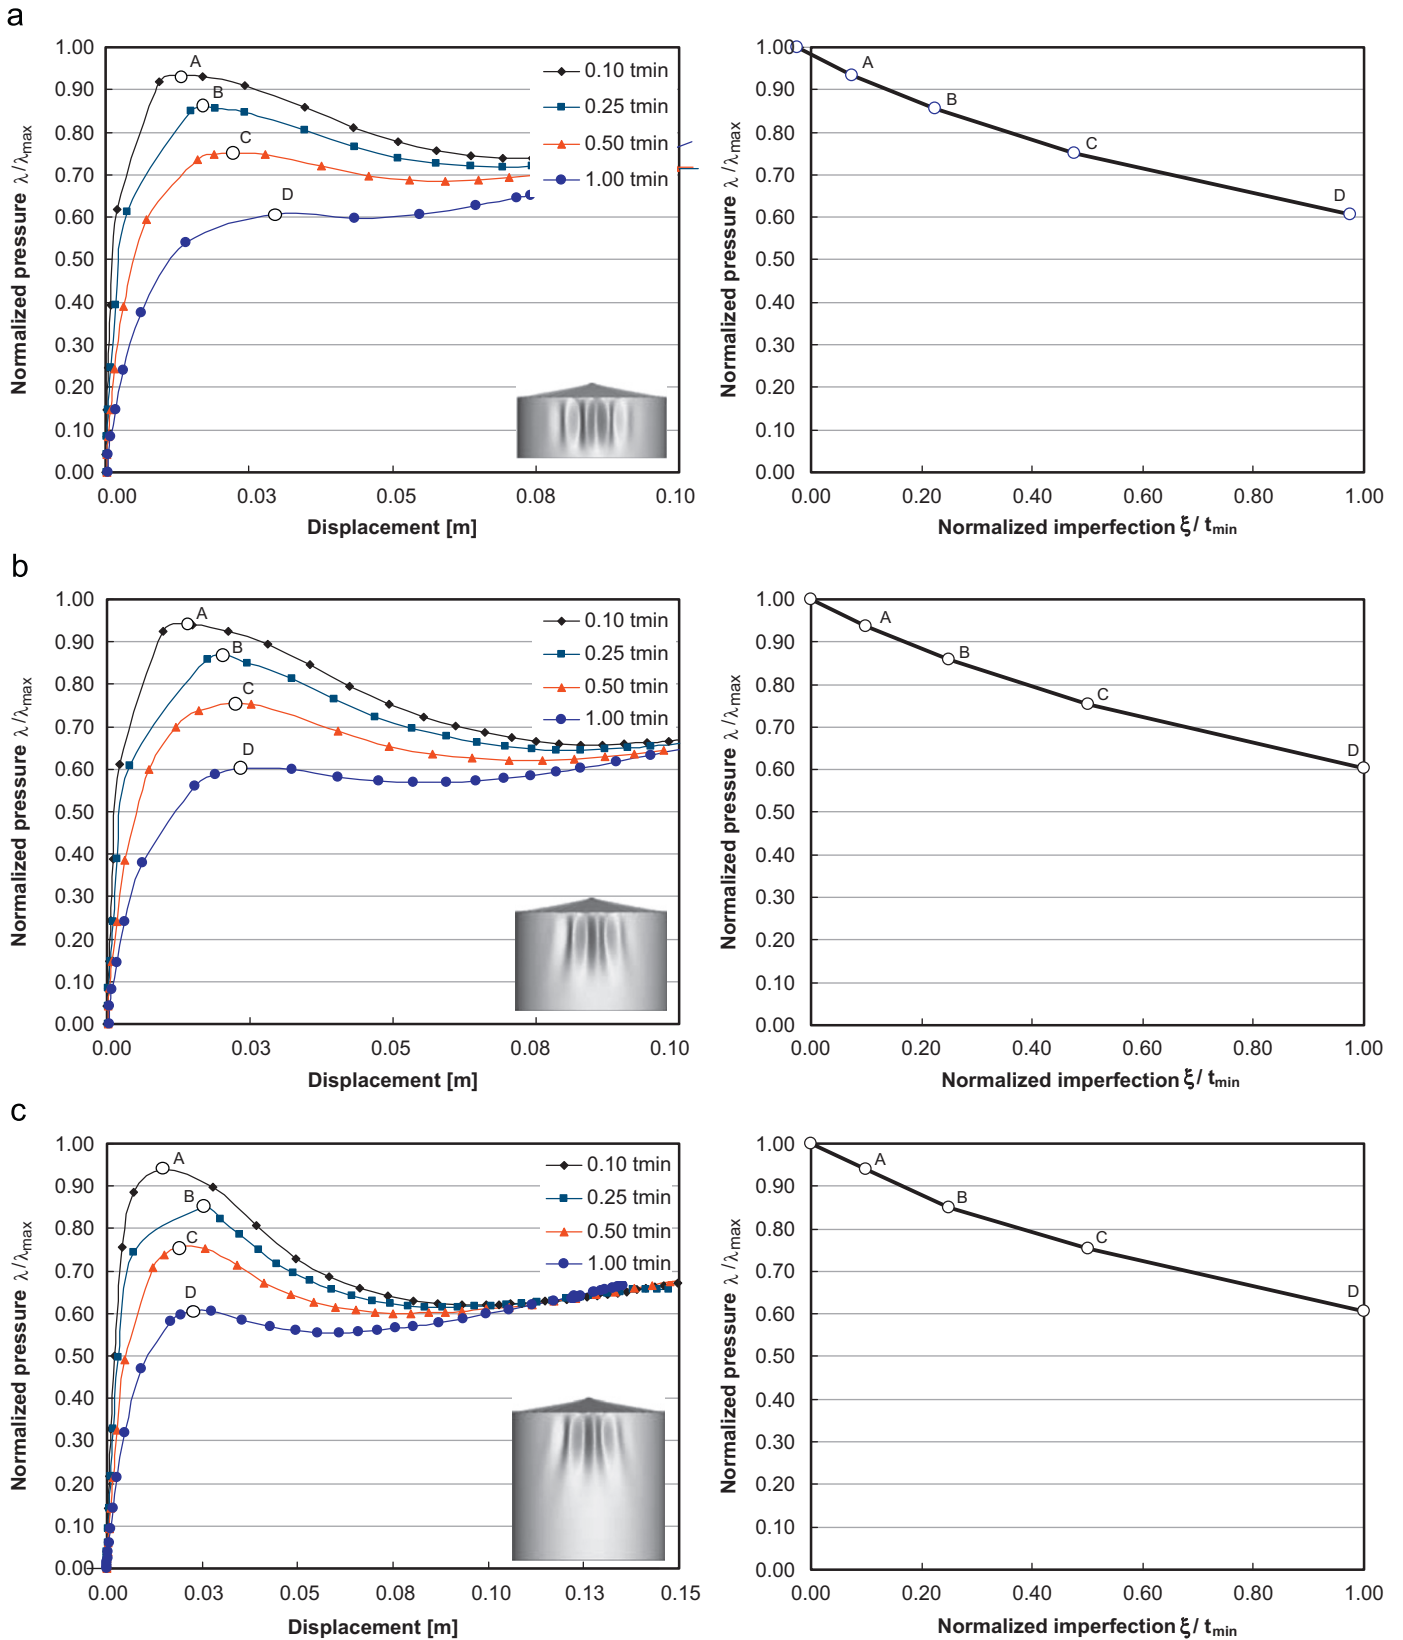 a
1.00
0.90
0.80
0.70
0.60
0.50
0.40
0.30
0.20
0.10
0.00
Normalized pressure λ/λmax
A
B
C
D
0.10 tmin
0.25 tmin
0.50 tmin
1.00 tmin
0.00 0.03 0.05 0.08 0.10
Displacement [m]
1.00
0.90
0.80
0.70
0.60
0.50
0.40
0.30
0.20
0.10
0.00
Normalized pressure λ/λmax
A
B
C
D
0.00 0.20 0.40 0.60 0.80 1.00
Normalized imperfection ξ/ tmin
b
1.00
0.90
0.80
0.70
0.60
0.50
0.40
0.30
0.20
0.10
0.00
Normalized pressure λ/λmax
A
B
C
D
0.10 tmin
0.25 tmin
0.50 tmin
1.00 tmin
0.00 0.03 0.05 0.08 0.10
Displacement [m]
1.00
0.90
0.80
0.70
0.60
0.50
0.40
0.30
0.20
0.10
0.00
Normalized pressure λ/λmax
A
B
C
D
0.00 0.20 0.40 0.60 0.80 1.00
Normalized imperfection ξ/ tmin
c
1.00
0.90
0.80
0.70
0.60
0.50
0.40
0.30
0.20
0.10
0.00
Normalized pressure λ/λmax
A
B
C
D
0.10 tmin
0.25 tmin
0.50 tmin
1.00 tmin
0.00 0.03 0.05 0.08 0.10 0.13 0.15
Displacement [m]
1.00
0.90
0.80
0.70
0.60
0.50
0.40
0.30
0.20
0.10
0.00
Normalized pressure λ/λmax
A
B
C
D
0.00 0.20 0.40 0.60 0.80 1.00
Normalized imperfection ξ/ tmin